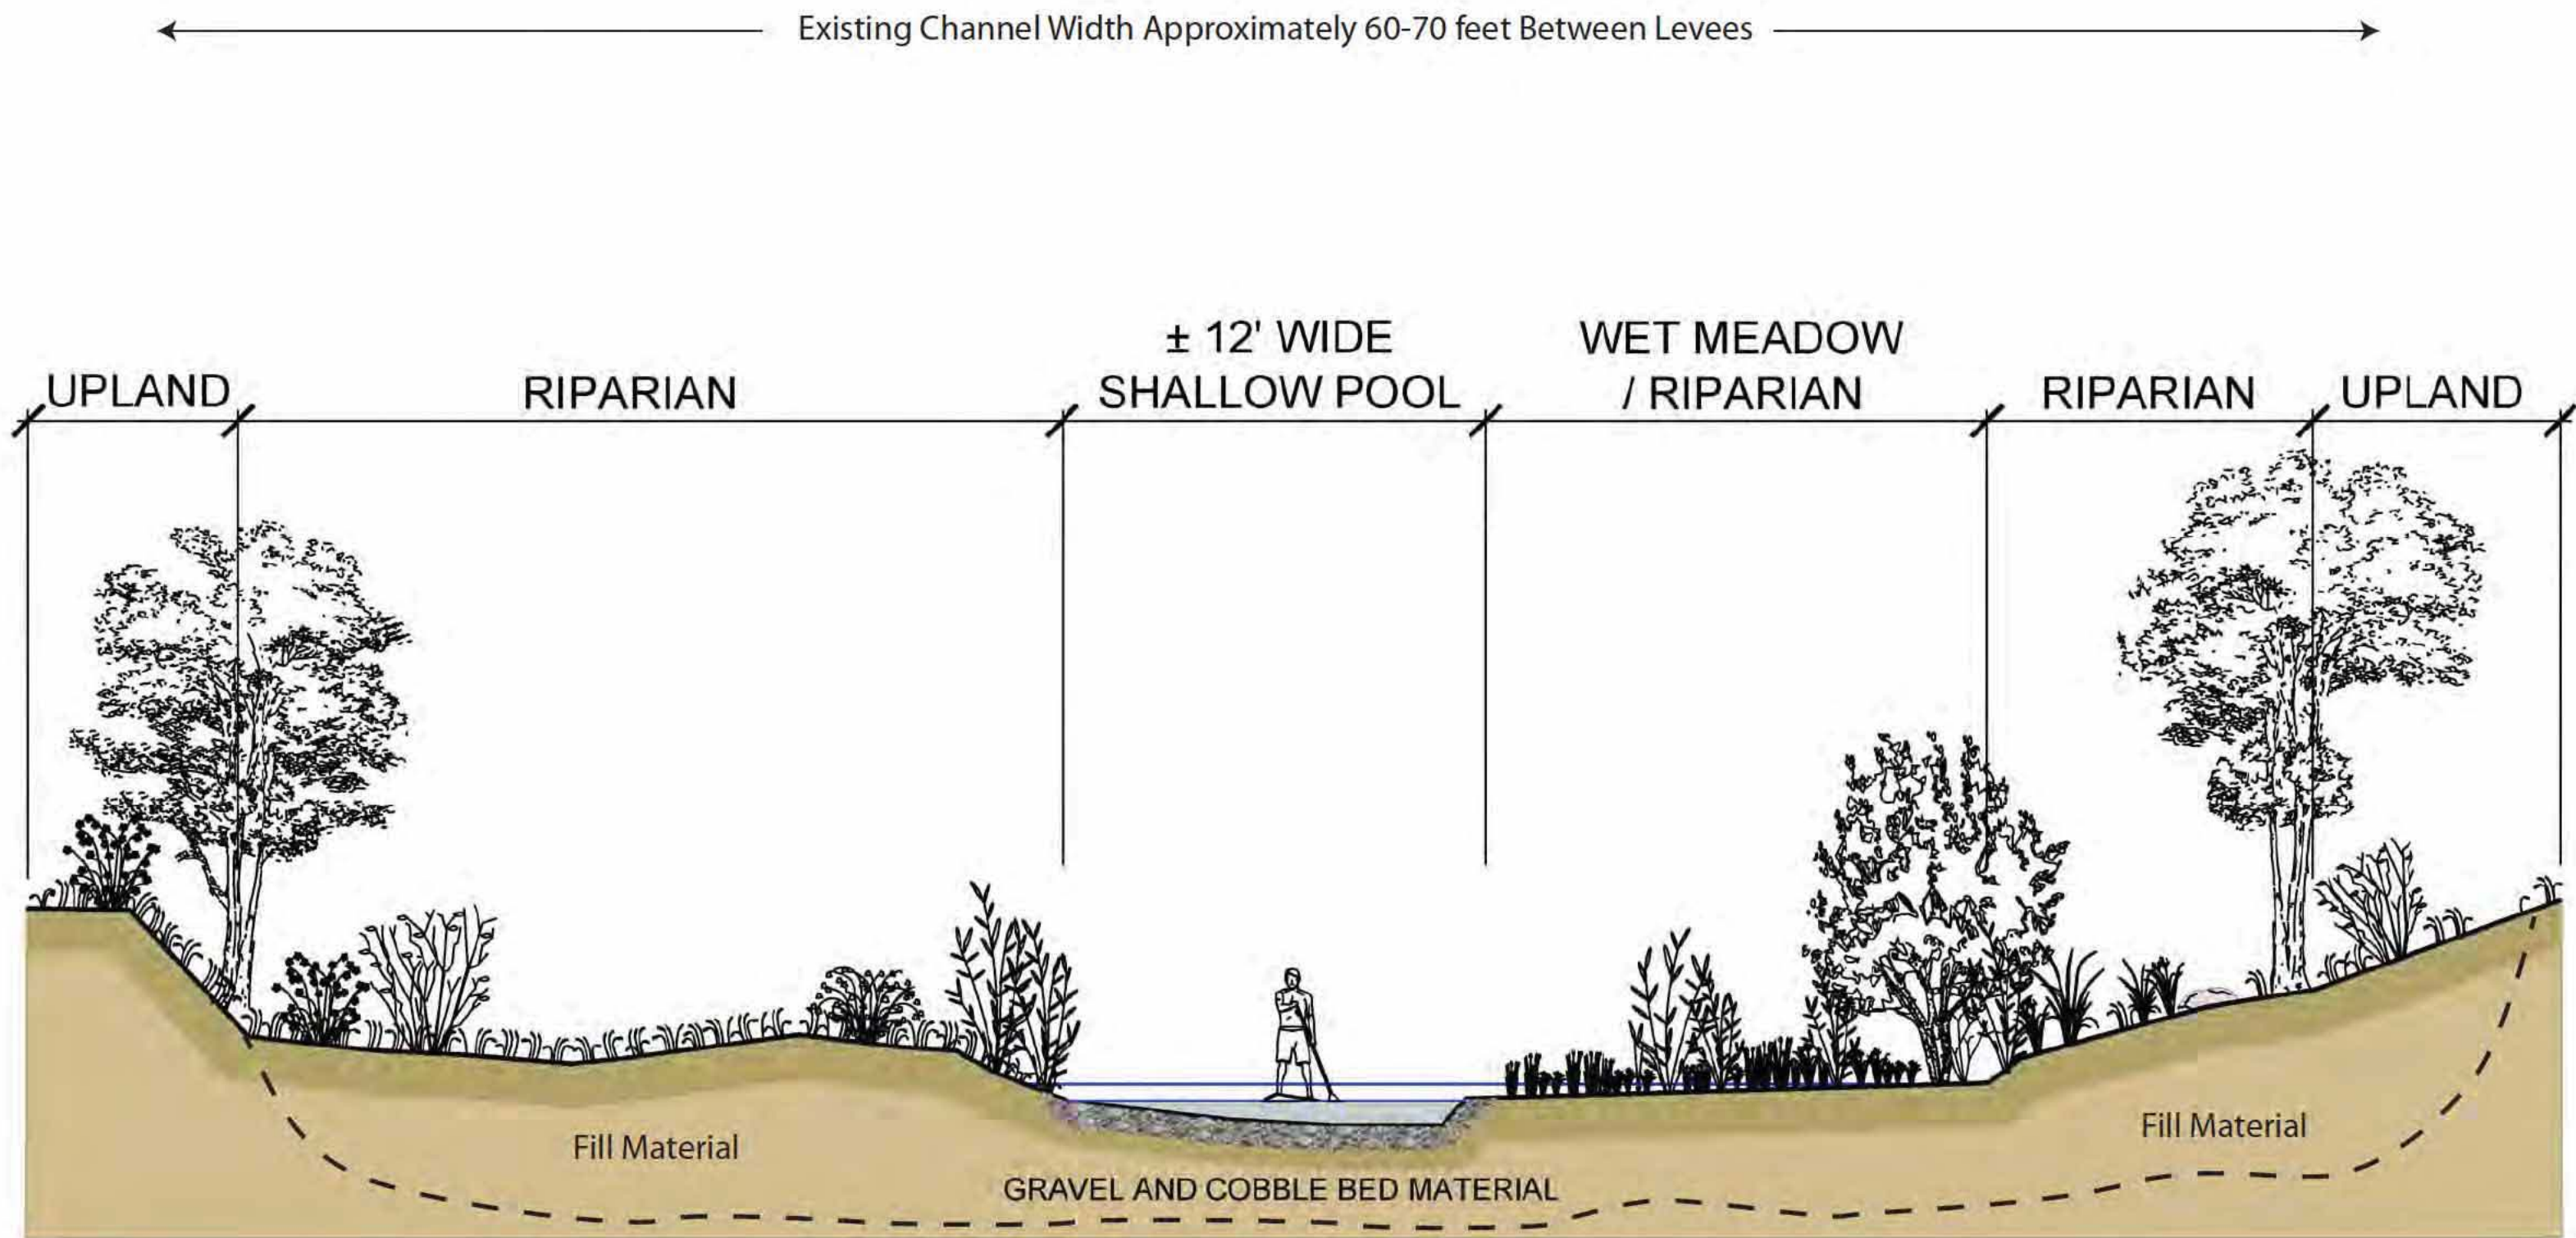 Existing Channel Width Approximately 60-70 feet Between Levees
± 12' WIDE
SHALLOW POOL
WET MEADOW
/ RIPARIAN
UPLAND
RIPARIAN
RIPARIAN
UPLAND
Fill Material
Fill Material
GRAVEL AND COBBLE BED MATERIAL